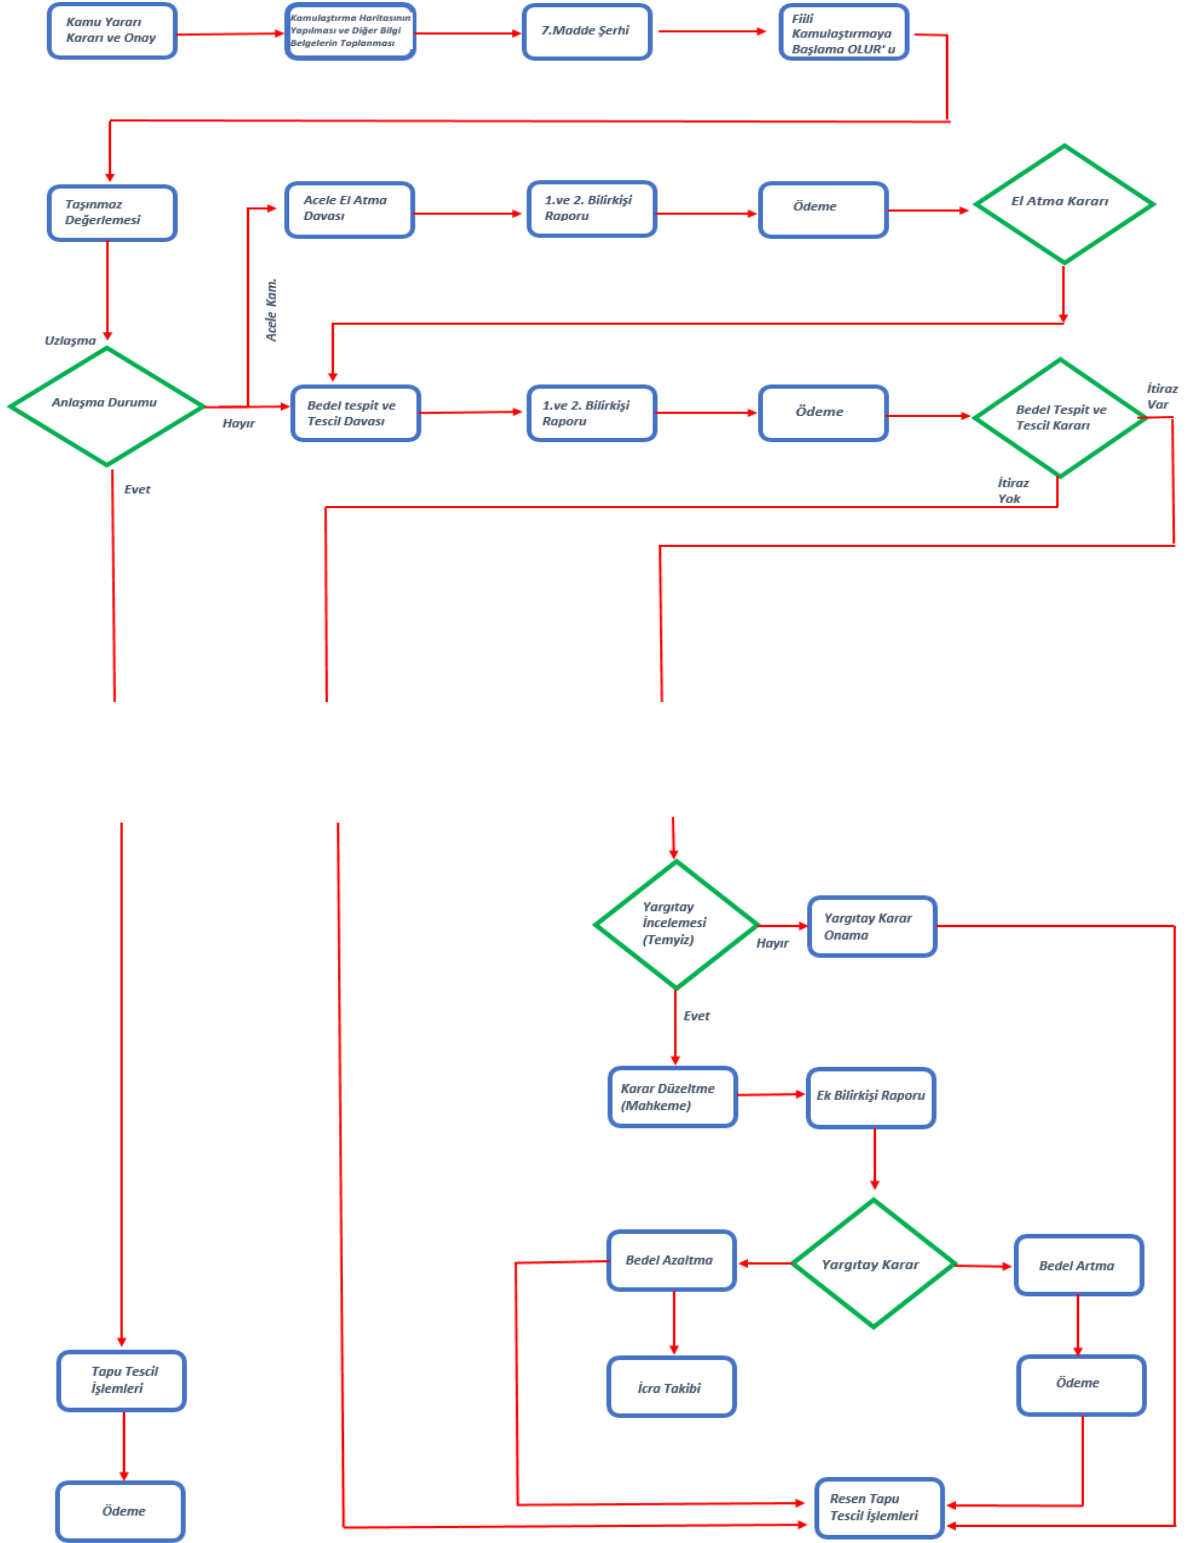 Kamu Yararı
Kararı ve Onay
Kamulaştırma Haritasının
Yapılması ve Diğer Bilgi
Belgelerin Toplanması
7.Madde Şerhi
Fiili
Kamulaştırmaya
Başlama OLUR' u
Taşınmaz
Değerlemesi
Acele El Atma
Davası
1.ve 2. Bilirkişi
Raporu
Ödeme
El Atma Kararı
Acele Kam.
Uzlaşma
Anlaşma Durumu
Hayır
Evet
Bedel tespit ve
Tescil Davası
1.ve 2. Bilirkişi
Raporu
Ödeme
Bedel Tespit ve
Tescil Kararı
İtiraz
Var
İtiraz
Yok
Yargıtay
İncelemesi
(Temyiz)
Hayır
Yargıtay Karar
Onama
Evet
Karar Düzeltme
(Mahkeme)
Ek Bilirkişi Raporu
Bedel Azaltma
Yargıtay Karar
Bedel Artma
Tapu Tescil
İşlemleri
İcra Takibi
Ödeme
Ödeme
Resen Tapu
Tescil İşlemleri